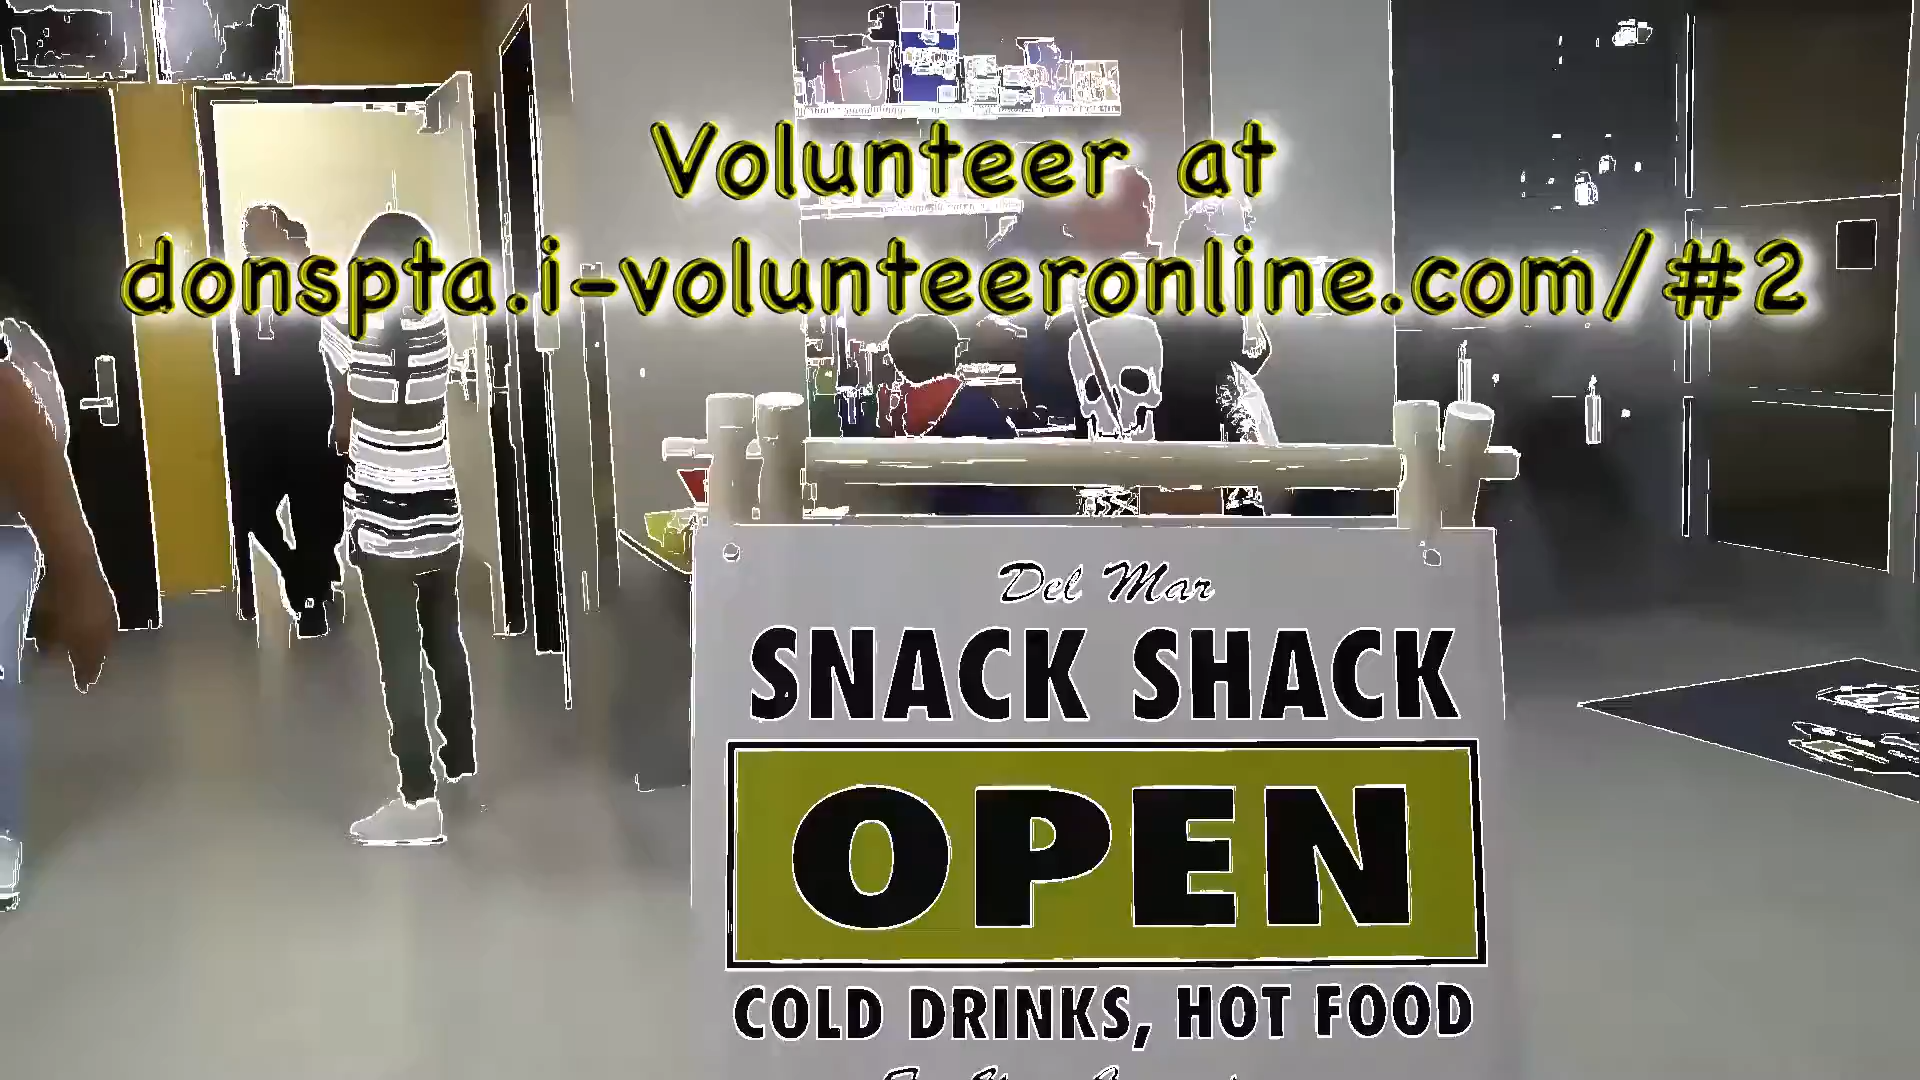 Volunteer at
donspta.i-volunteeronline.com/#2
Del Mar
SNACK SHACK
OPEN
COLD DRINKS, HOT FOOD